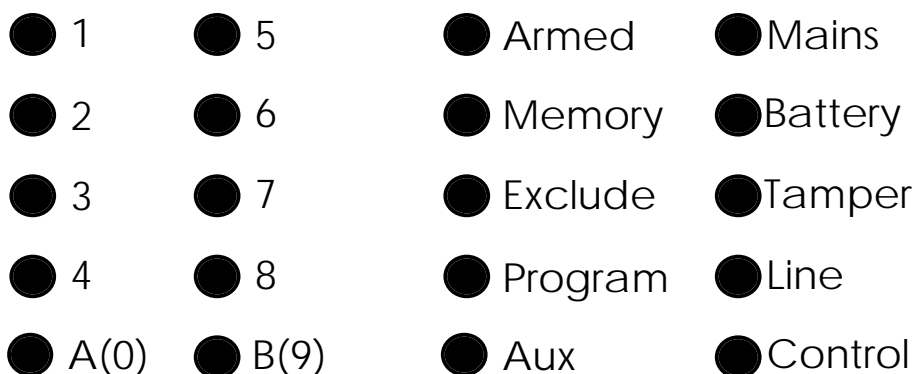 1 5 Armed Mains
2 6 Memory Battery
3 7 Exclude Tamper
4 8 Program Line
A(0) B(9) Aux Control